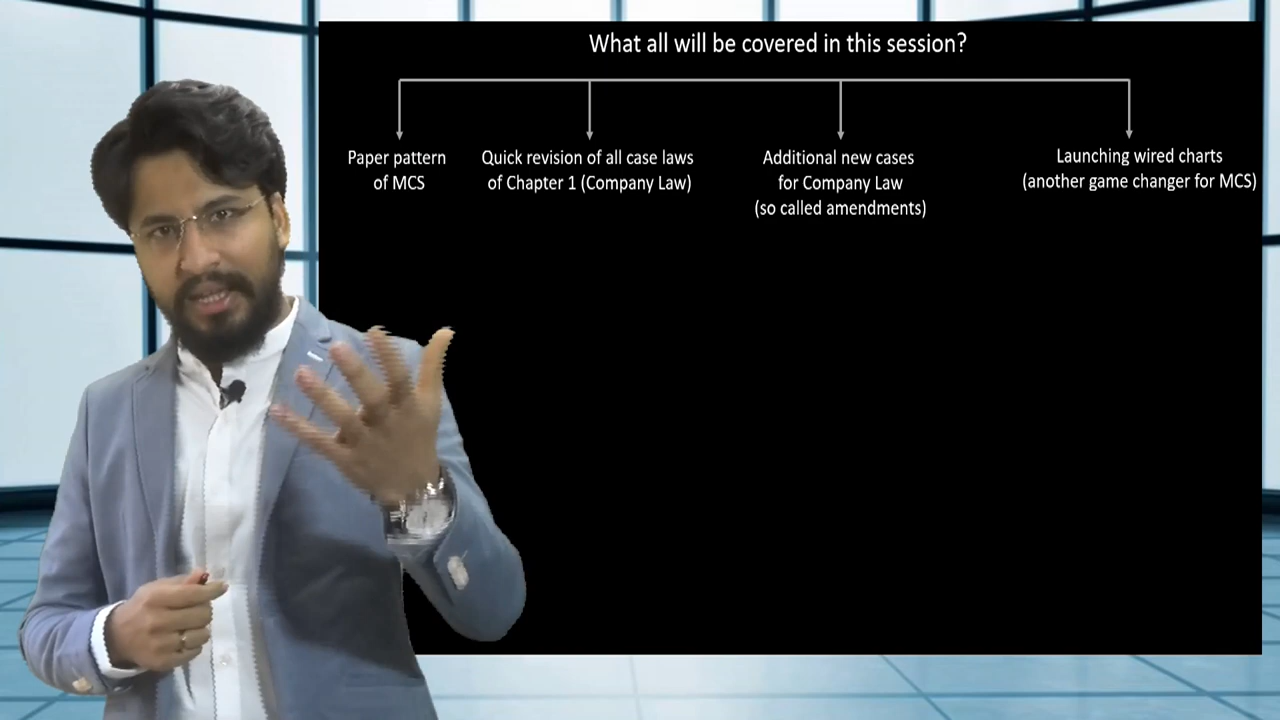 What all will be covered in this session?
Paper pattern
of MCS
Quick revision of all case laws
of Chapter 1 (Company Law)
Additional new cases
for Company Law
(so called amendments)
Launching wired charts
(another game changer for MCS)